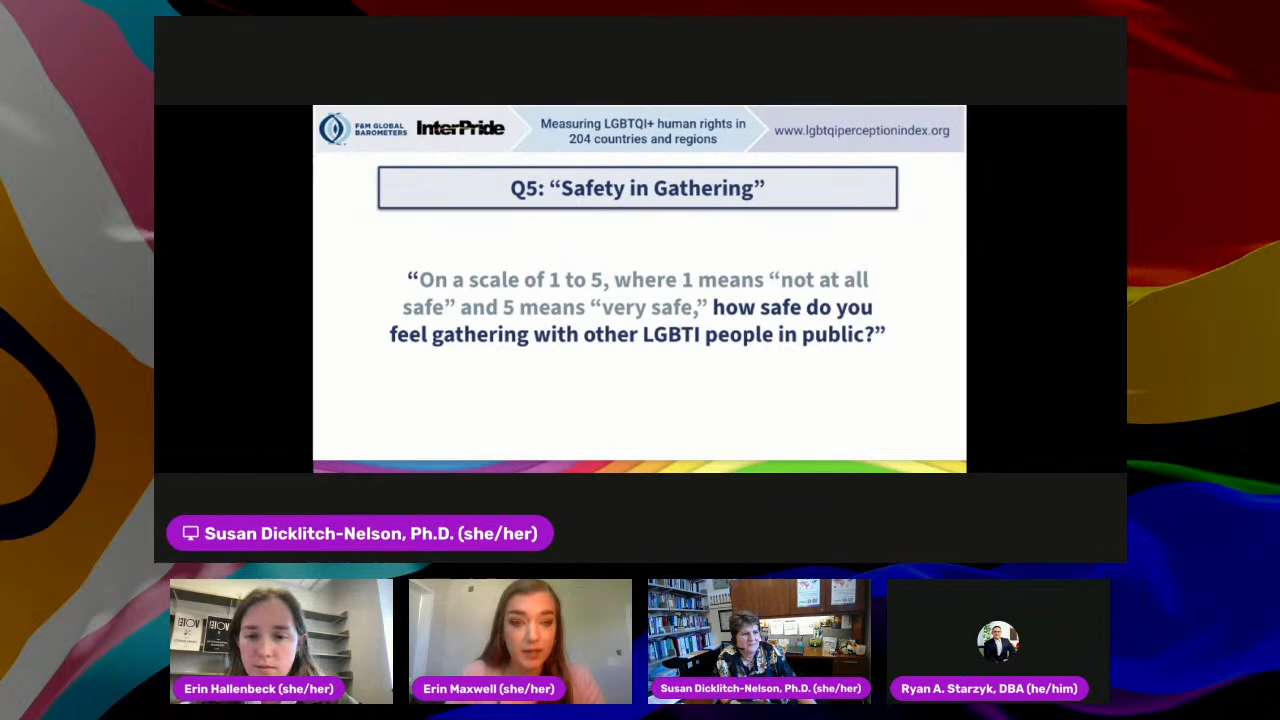 F&M GLOBAL
BAROMETERS
InterPride
Measuring LGBTQI+ human rights in
204 countries and regions
www.lgbtqiperceptionindex.org
Q5: “Safety in Gathering”
“On a scale of 1 to 5, where 1 means “not at all
safe” and 5 means “very safe,” how safe do you
feel gathering with other LGBTI people in public?”
Susan Dicklitch-Nelson, Ph.D. (she/her)
VOTE!
VOTE!
Erin Hallenbeck (she/her)
Erin Maxwell (she/her)
Susan Dicklitch-Nelson, Ph.D. (she/her)
Ryan A. Starzyk, DBA (he/him)